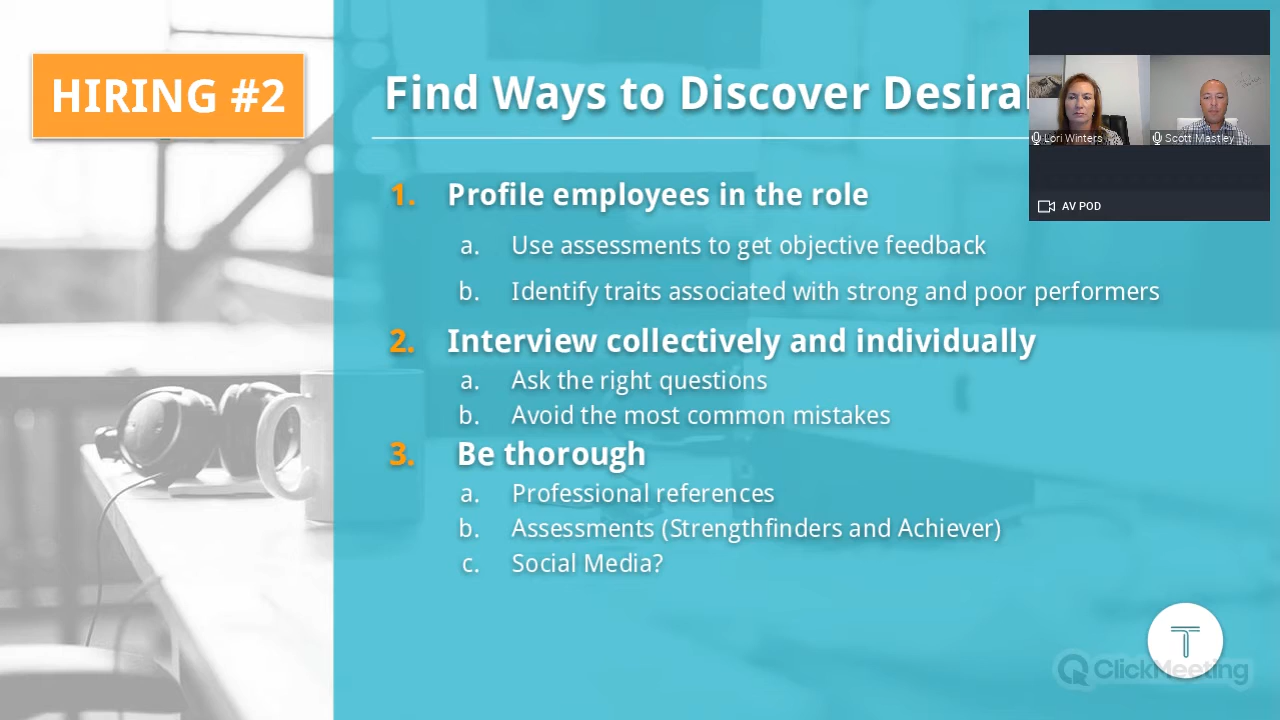 HIRING #2
Find Ways to Discover
1. Profile employees in the role
a. Use assessments to get objective feedback
b. Identify traits associated with strong and poor performers
2. Interview collectively and individually
a. Ask the right questions
b. Avoid the most common mistakes
3. Be thorough
a. Professional references
b. Assessments (Strengthfinders and Achiever)
c. Social Media?
Lori Winters
Scott Mastley
AV POD
T
ClickMeeting